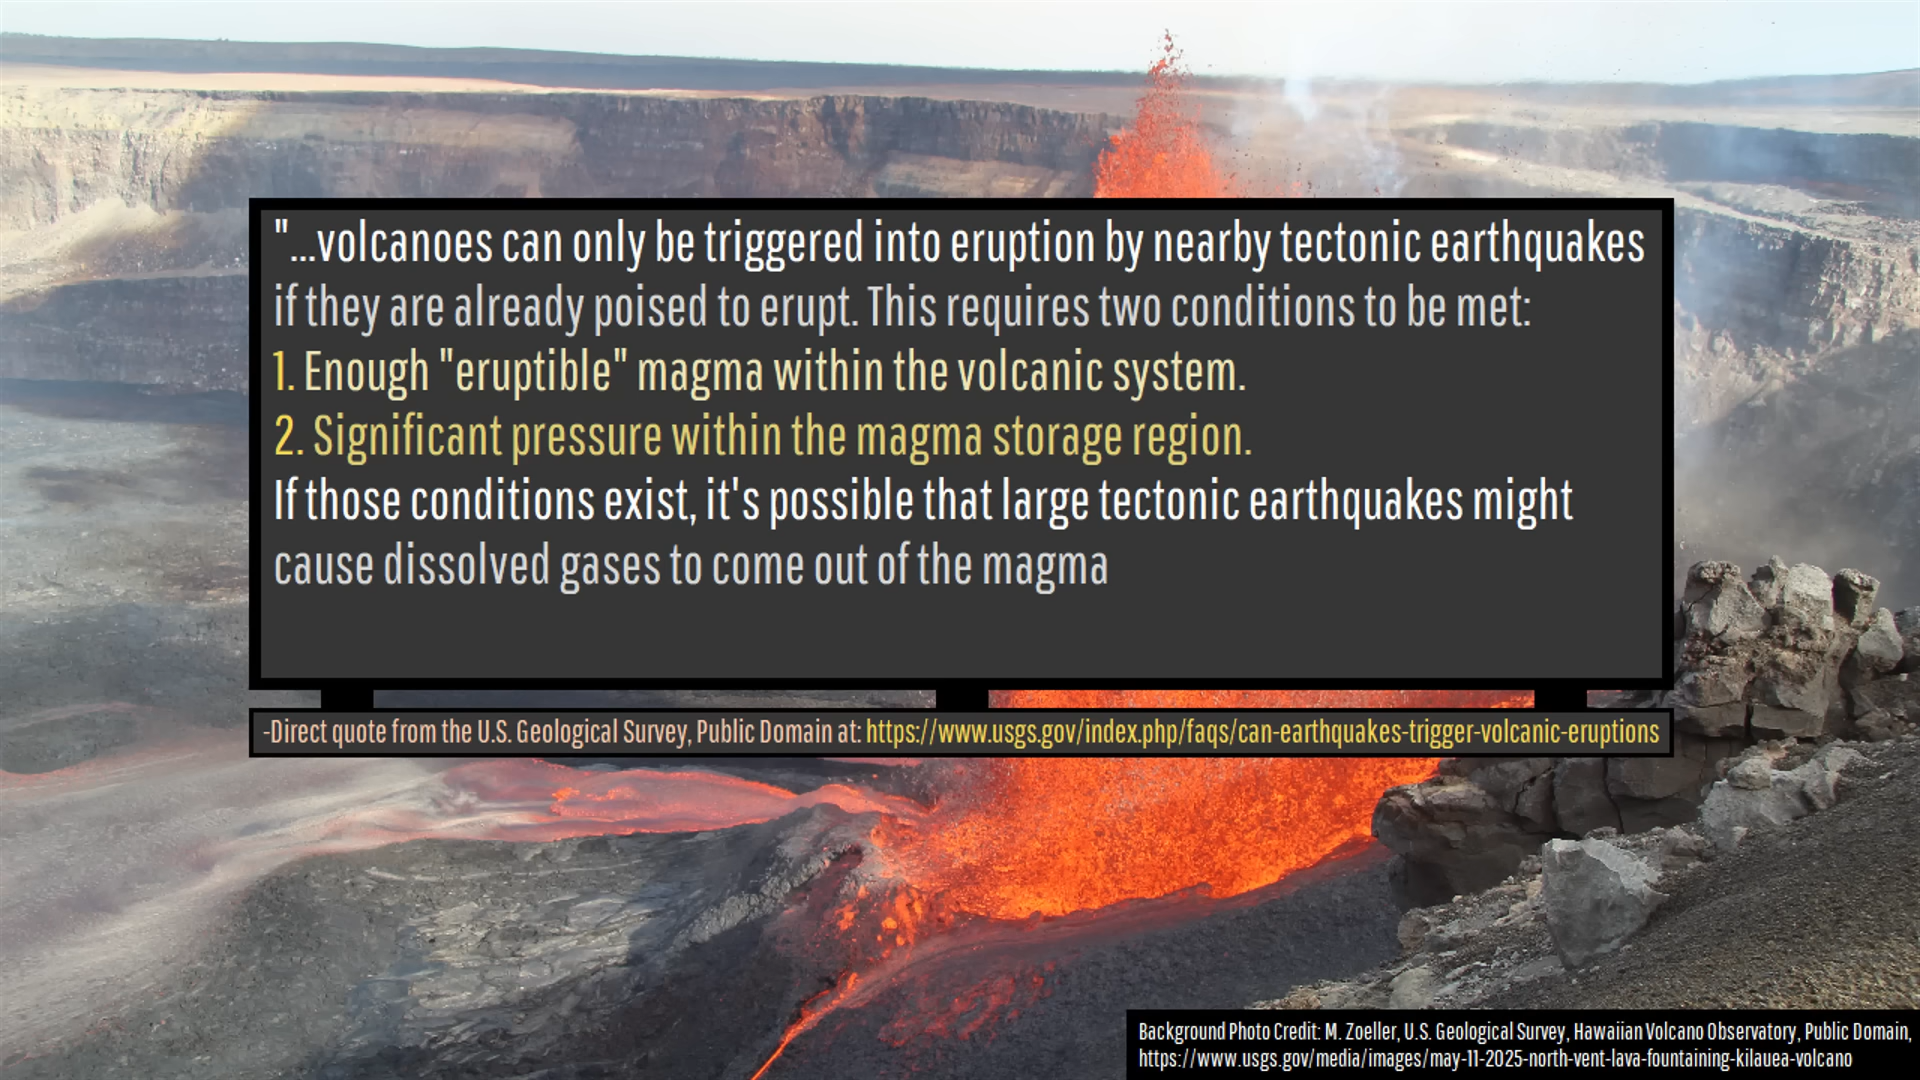 "...volcanoes can only be triggered into eruption by nearby tectonic earthquakes
if they are already poised to erupt. This requires two conditions to be met:
1. Enough "eruptible" magma within the volcanic system.
2. Significant pressure within the magma storage region.
If those conditions exist, it's possible that large tectonic earthquakes might
cause dissolved gases to come out of the magma
-Direct quote from the U.S. Geological Survey, Public Domain at: https://www.usgs.gov/index.php/faqs/can-earthquakes-trigger-volcanic-eruptions
Background Photo Credit: M. Zoeller, U.S. Geological Survey, Hawaiian Volcano Observatory, Public Domain,
https://www.usgs.gov/media/images/may-11-2025-north-vent-lava-fountaining-kilauea-volcano